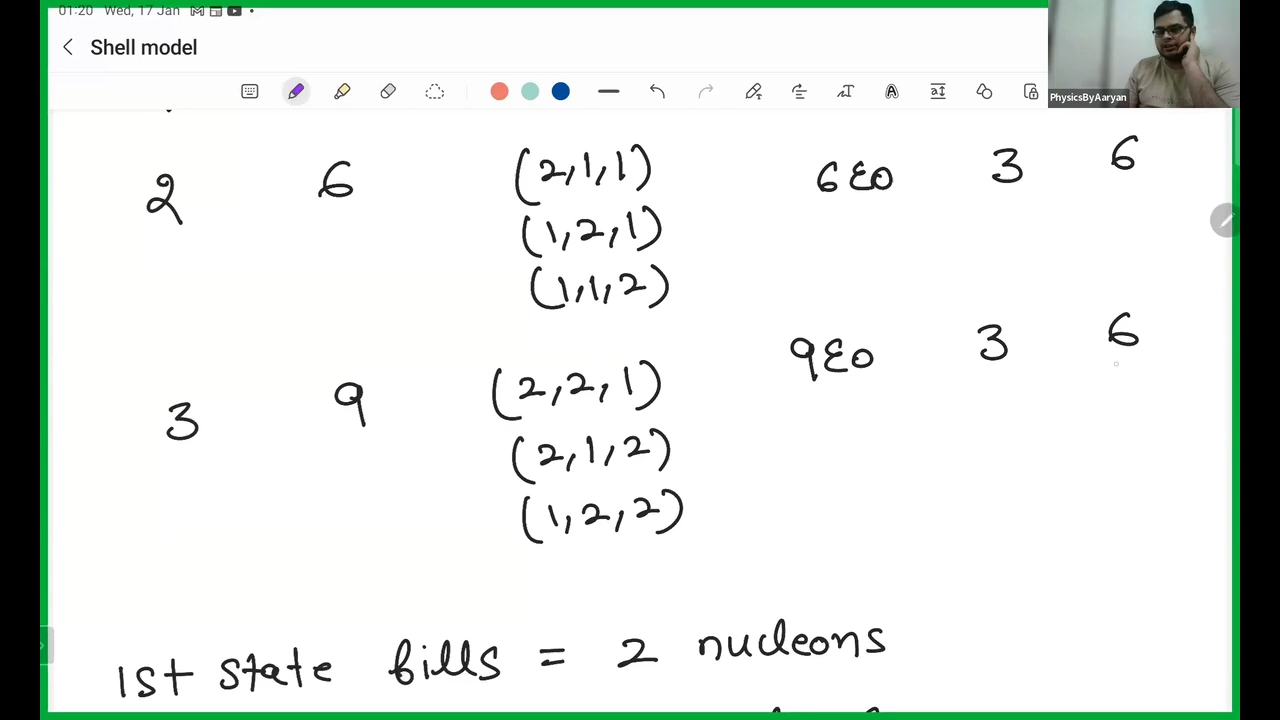 01:20 Wed, 17 Jan
Shell model
PhysicsByAaryan
2 6 (2,1,1) 6ε0 3 6
(1,2,1)
(1,1,2)
3 9 (2,2,1) 9ε0 3 6
(2,1,2)
(1,2,2)
1st state fills = 2 nucleons